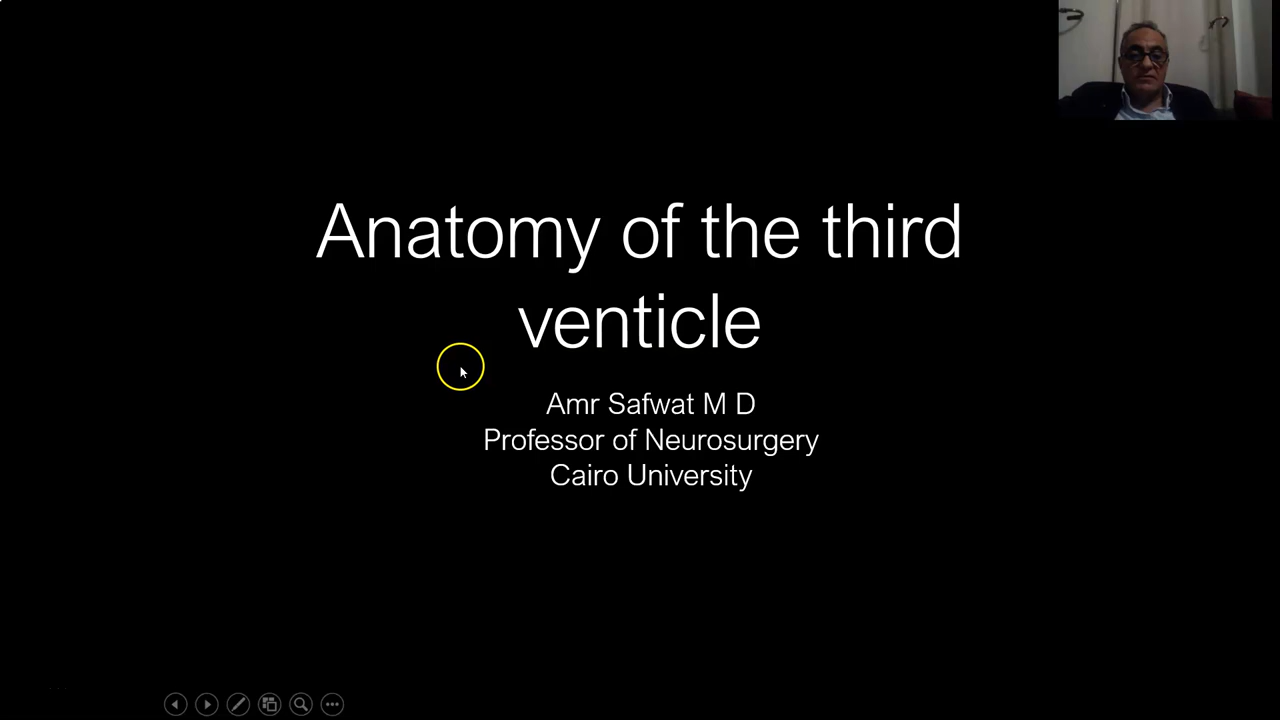 Anatomy of the third
venticle
Amr Safwat M D
Professor of Neurosurgery
Cairo University